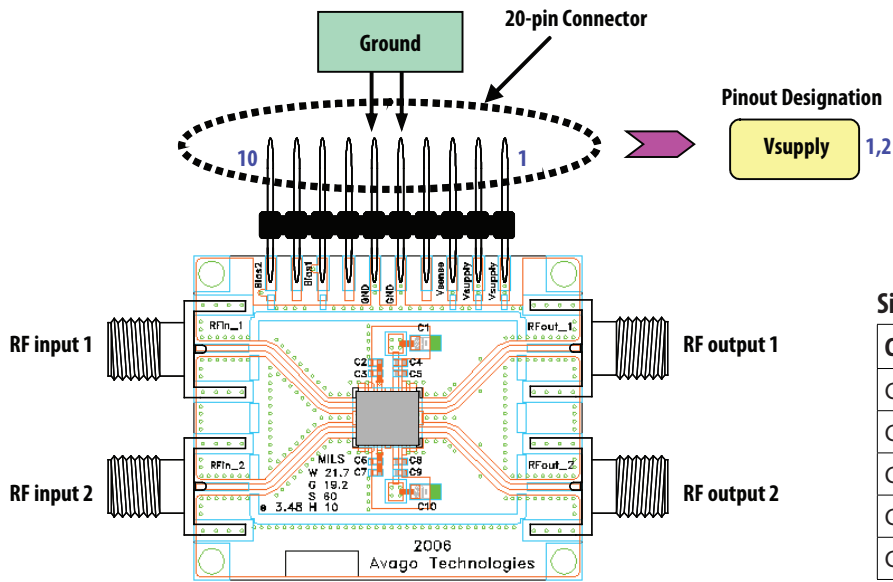 20-pin Connector
Ground
Pinout Designation
10
1
Vsupply
1,2
Bias2
Bias1
GND
GND
Vsense
Vsupply
Vsupply
RF input 1
RFin_1
C1
RFout_1
RF output 1
C2
C4
C3
C5
Si
C
C
C
C
C
C
RF input 2
RFin_2
C6
C8
C7
C9
RFout_2
RF output 2
MILS
W 21.7
G 19.2
S 60
e 3.48 H 10
C10
2006
Avago Technologies